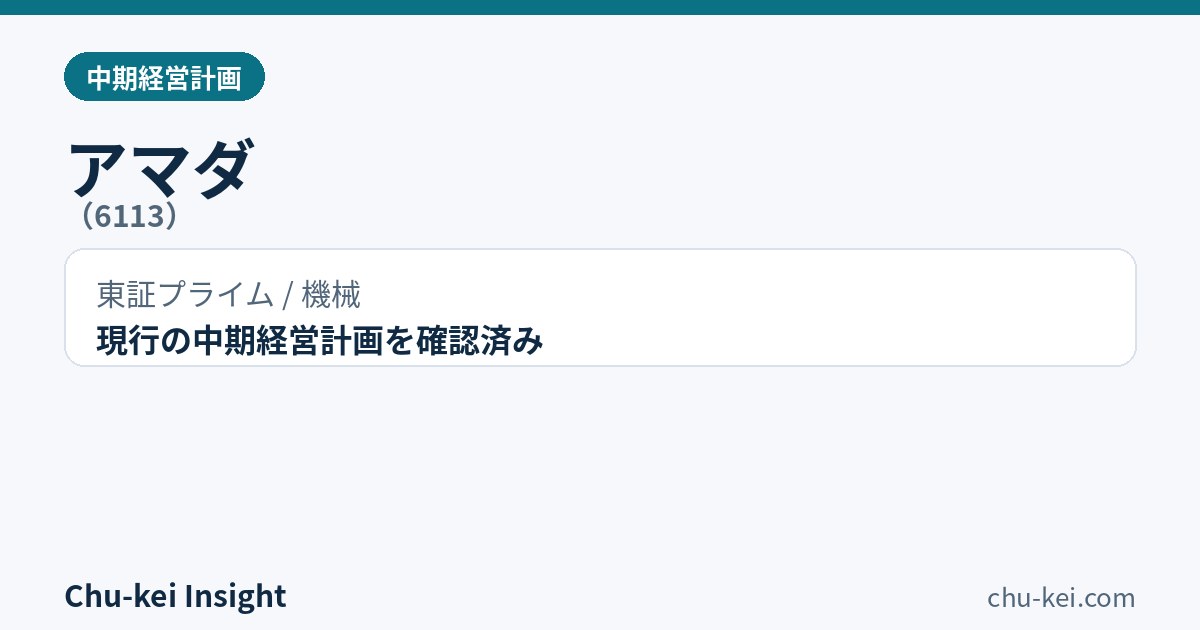 中期経営計画
アマダ
（6113）
東証プライム / 機械
現行の中期経営計画を確認済み
Chu-kei Insight
chu-kei.com